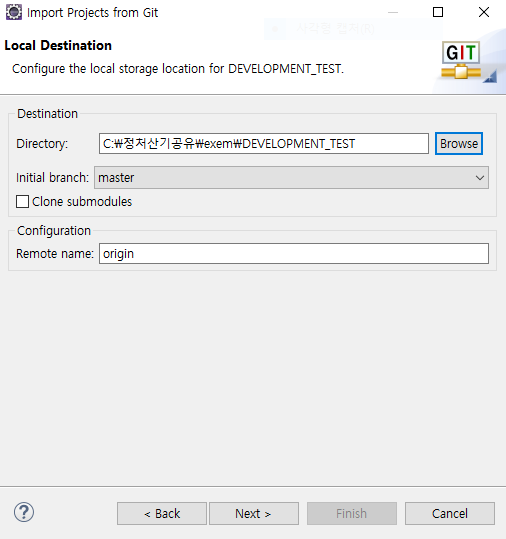 Import Projects from Git
Local Destination
Configure the local storage location for DEVELOPMENT_TEST.
GIT
Destination
Directory: C:₩정처산기공유₩exem₩DEVELOPMENT_TEST Browse
Initial branch: master
Clone submodules
Configuration
Remote name: origin
? < Back Next > Finish Cancel